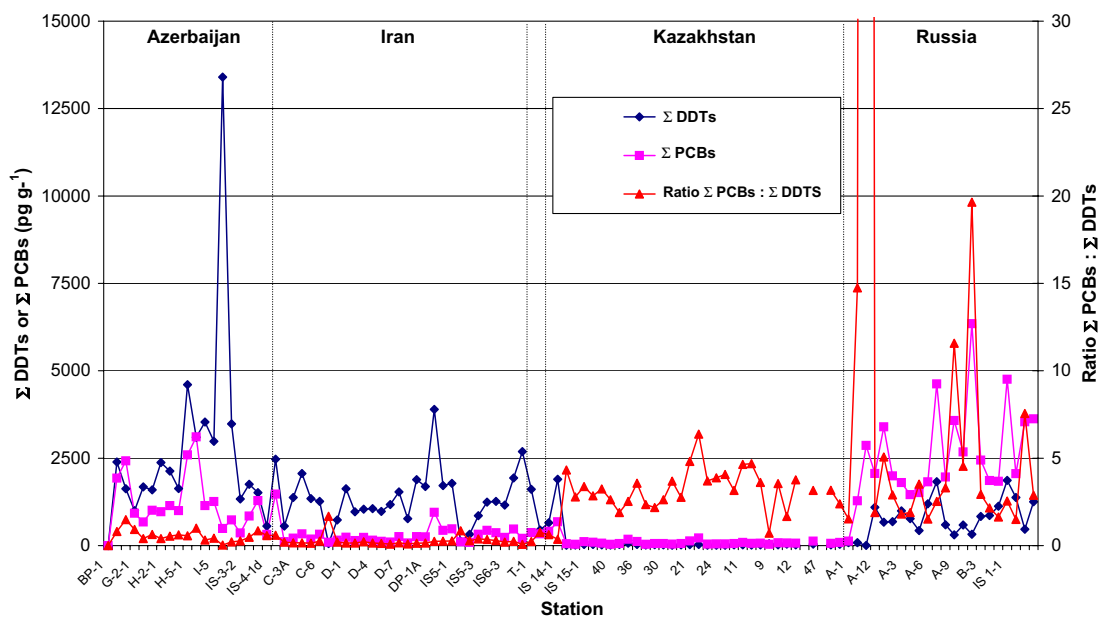 Azerbaijan Iran Kazakhstan Russia
15000
12500
10000
7500
5000
2500
0
Σ DDTs or Σ PCBs (pg g-1)
30
25
20
15
10
5
0
Ratio Σ PCBs : Σ DDTs
Σ DDTs
Σ PCBs
Ratio Σ PCBs : Σ DDTS
BP-1 G-2-1 H-2-1 H-5-1 I-5 IS-3-2 IS-4-1d C-3A C-6 D-1 D-4 D-7 DP-1A IS5-1 IS5-3 IS6-3 T-1 IS 14-1 IS 15-1 40 36 30 21 24 11 9 12 47 A-1 A-12 A-3 A-6 A-9 B-3 IS 1-1
Station